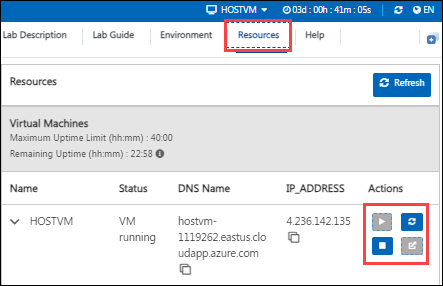 HOSTVM 03d : 00h : 41m : 05s EN
Lab Description Lab Guide Environment Resources Help
Resources Refresh
Virtual Machines
Maximum Uptime Limit (hh:mm) : 40:00
Remaining Uptime (hh:mm) : 22:58
Name Status DNS Name IP_ADDRESS Actions
HOSTVM VM hostvm- 4.236.142.135
running 1119262.eastus.clo
udapp.azure.com